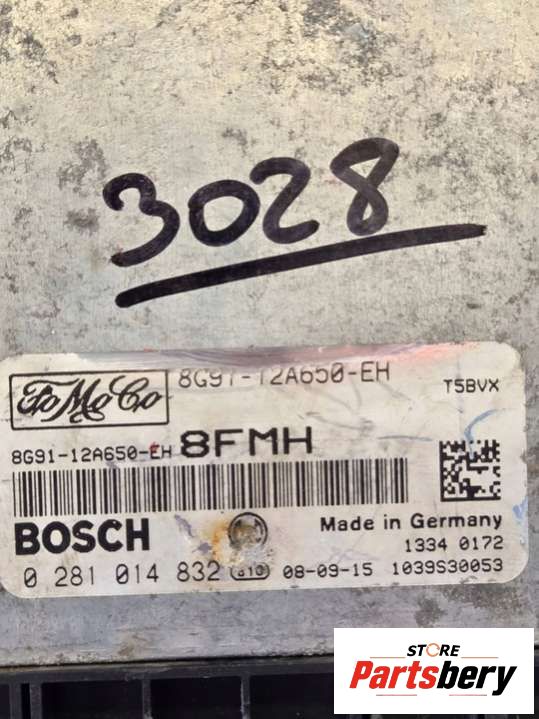 3028
FoMoCo
8G91-12A650-EH
T5BVX
8G91-12A650-EH 8FMH
BOSCH
Made in Germany
1334 0172
0 281 014 832 08-09-15 1039S30053
STORE
Partsbery